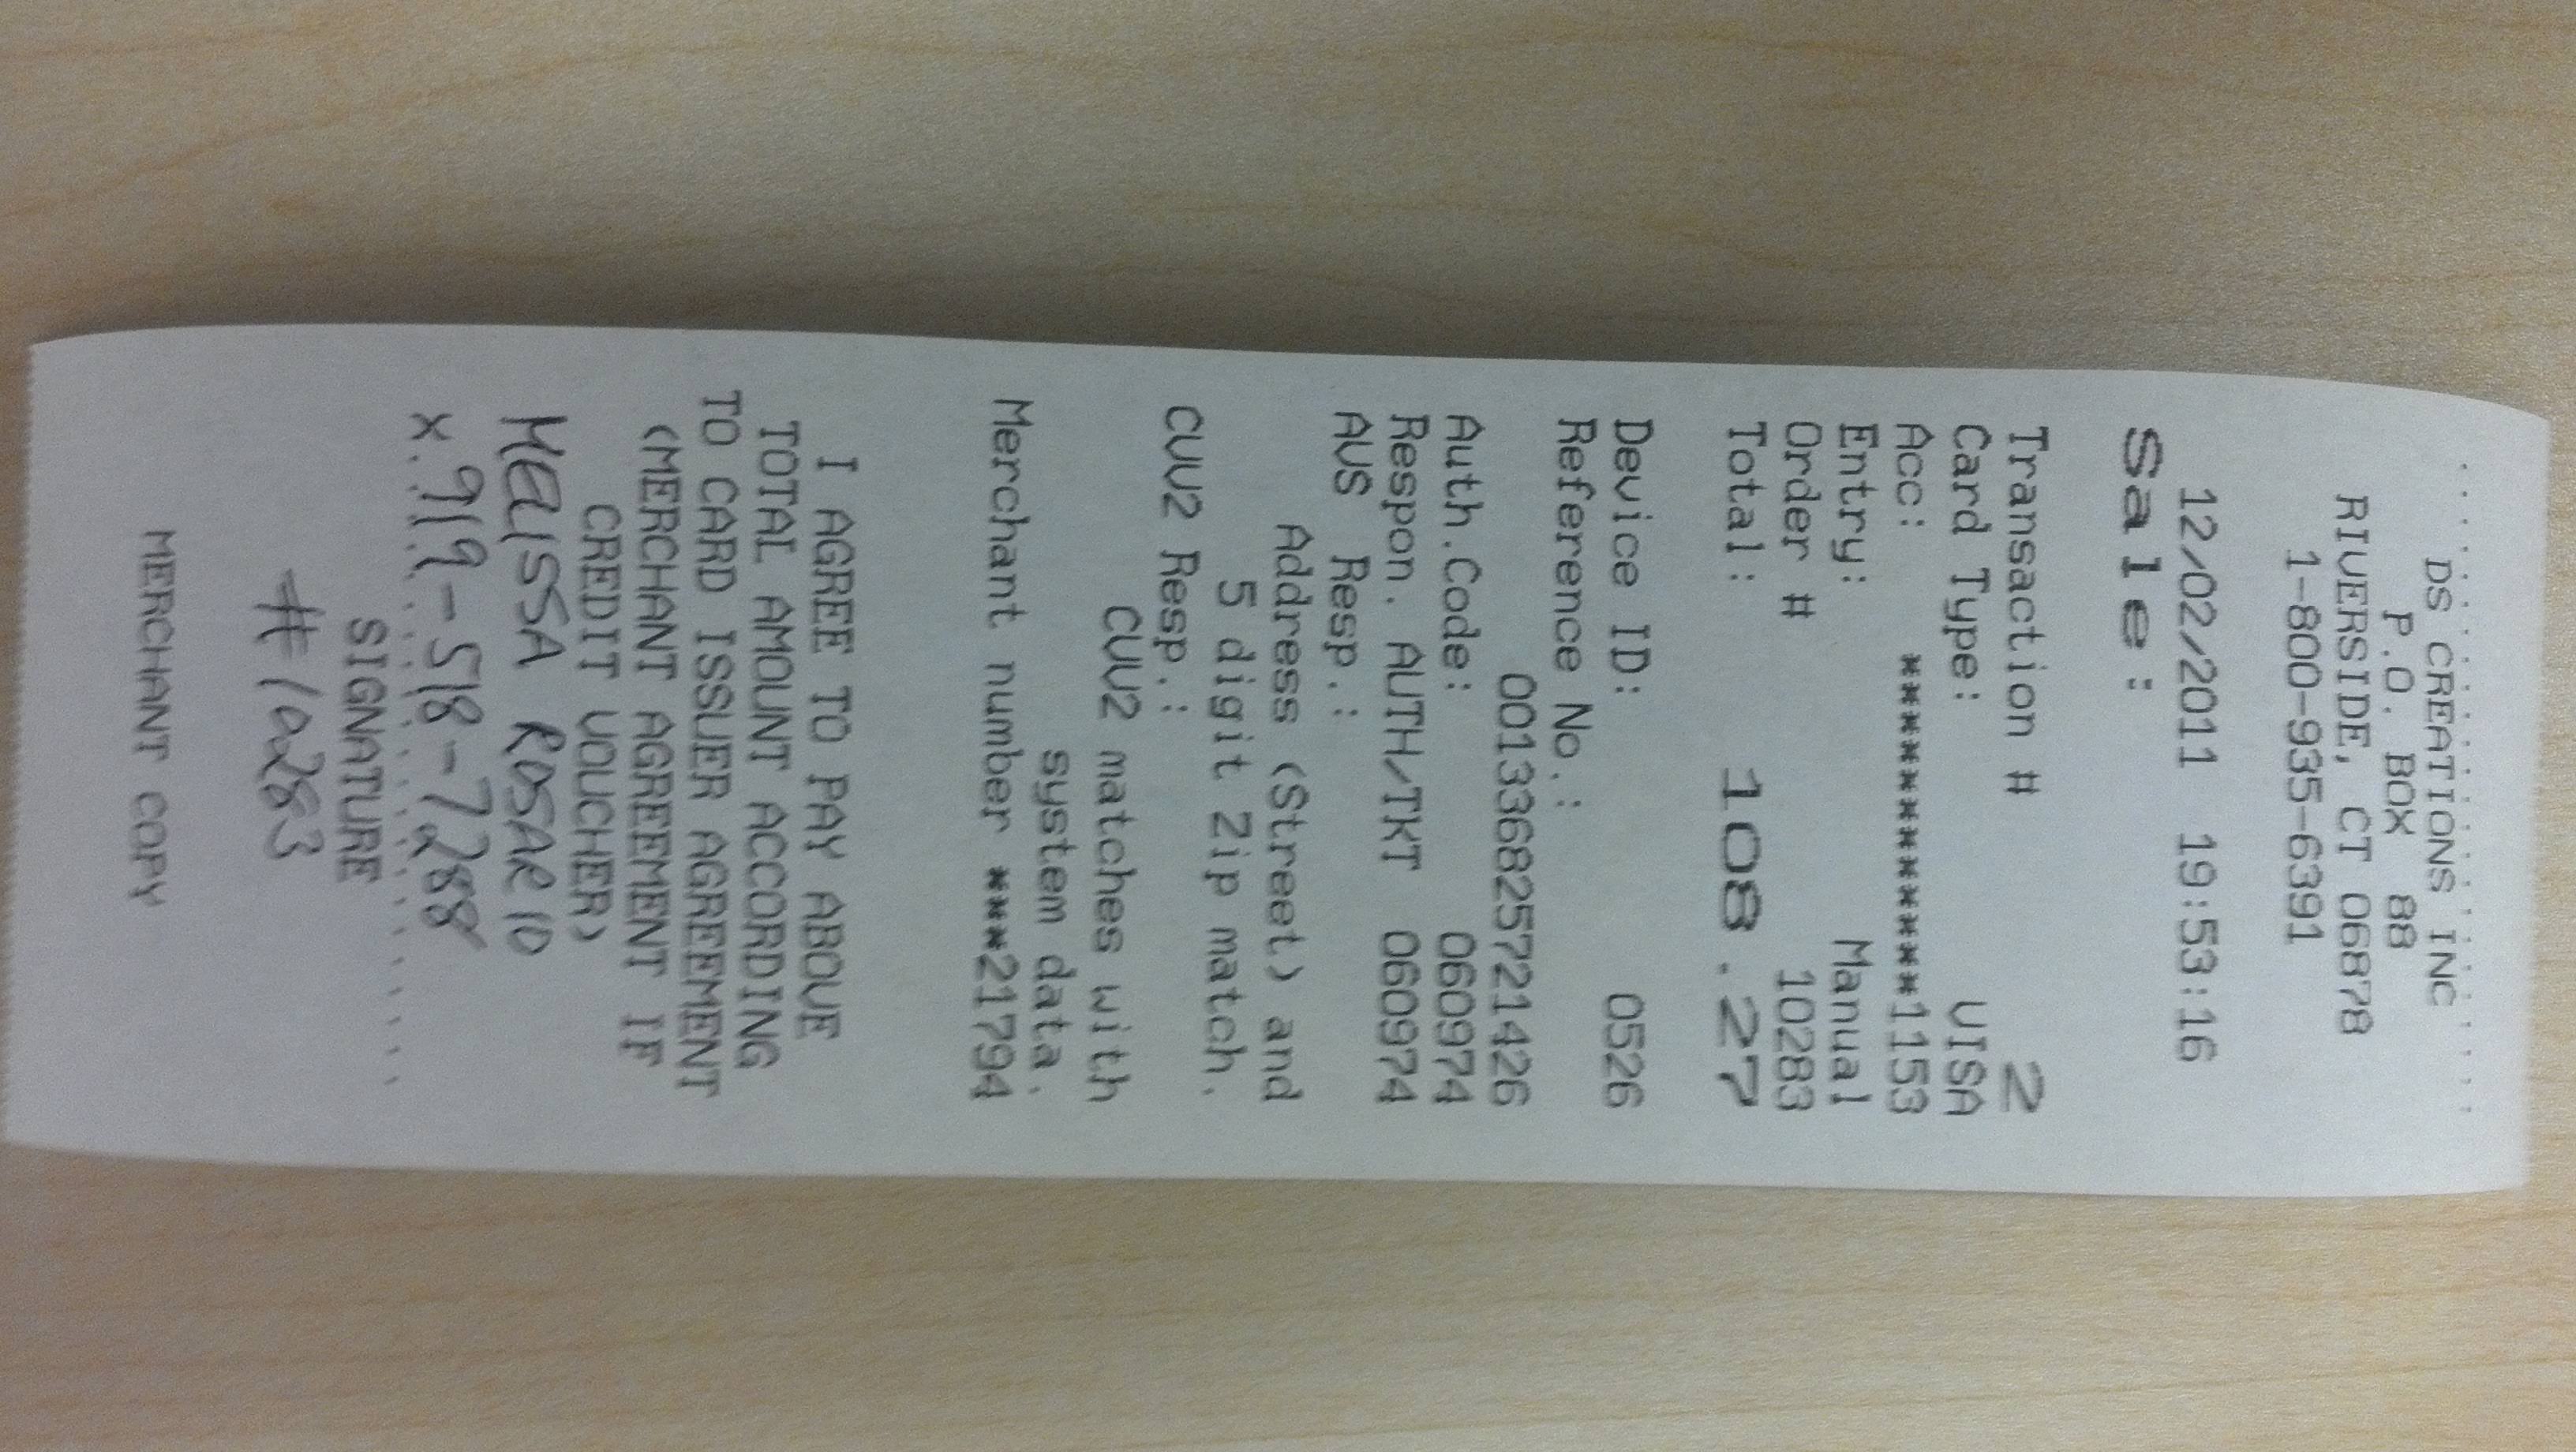 DS CREATIONS INC
P.O. BOX 88
RIVERSIDE, CT 06878
1-800-935-6391
12/02/2011 19:53:16
Sale:
Transaction # 2
Card Type: VISA
Acc: ************1153
Entry: Manual
Order # 10283
Total: 108.27
Device ID: 0526
Reference No.:
001336825721426
Auth.Code: 060974
Respon. AUTH/TKT 060974
AVS Resp.:
Address (Street) and
5 digit Zip match.
CVV2 Resp.:
CVV2 matches with
system data.
Merchant number ***21794
I AGREE TO PAY ABOVE
TOTAL AMOUNT ACCORDING
TO CARD ISSUER AGREEMENT
(MERCHANT AGREEMENT IF
CREDIT VOUCHER)
MELISSA ROSARIO
x. 919-518-7288
SIGNATURE
# 10283
MERCHANT COPY